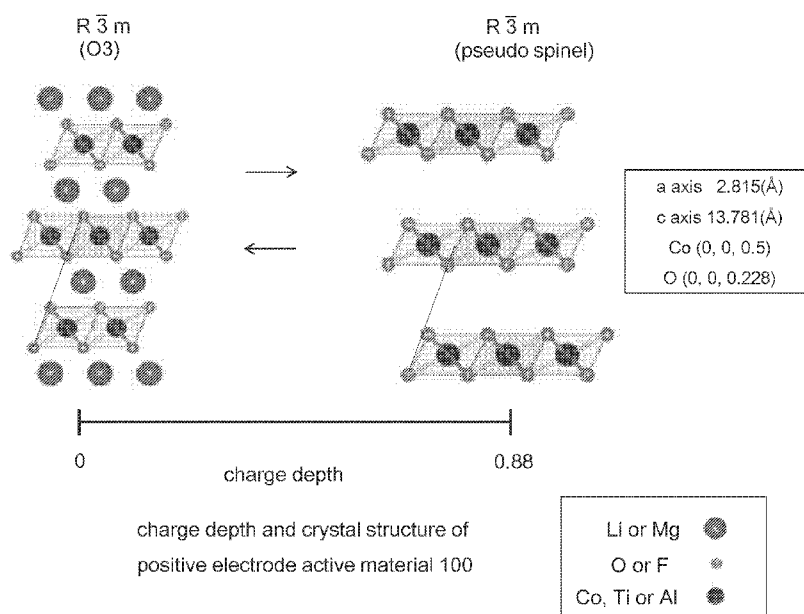 R 3̅ m
(O3)
R 3̅ m
(pseudo spinel)
a axis 2.815(Å)
c axis 13.781(Å)
Co (0, 0, 0.5)
O (0, 0, 0.228)
0
charge depth
0.88
charge depth and crystal structure of
positive electrode active material 100
Li or Mg
O or F
Co, Ti or Al